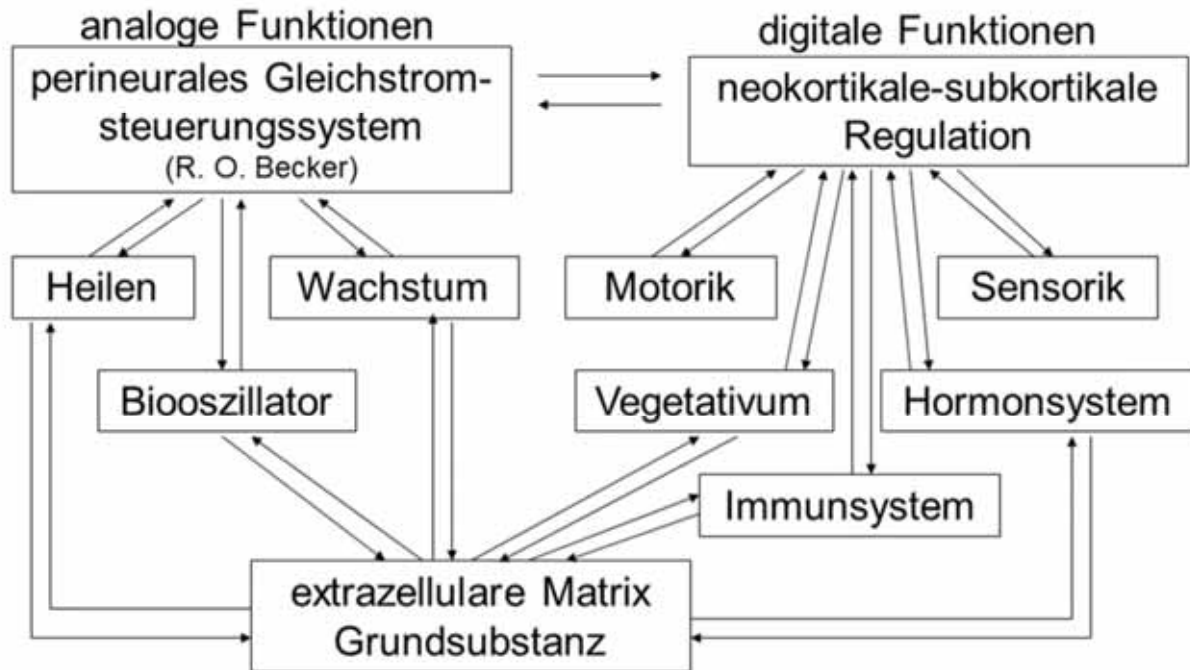 analoge Funktionen
perineurales Gleichstrom-
steuerungssystem
(R. O. Becker)
digitale Funktionen
neokortikale-subkortikale
Regulation
Heilen
Wachstum
Motorik
Sensorik
Biooszillator
Vegetativum
Hormonsystem
Immunsystem
extrazellulare Matrix
Grundsubstanz